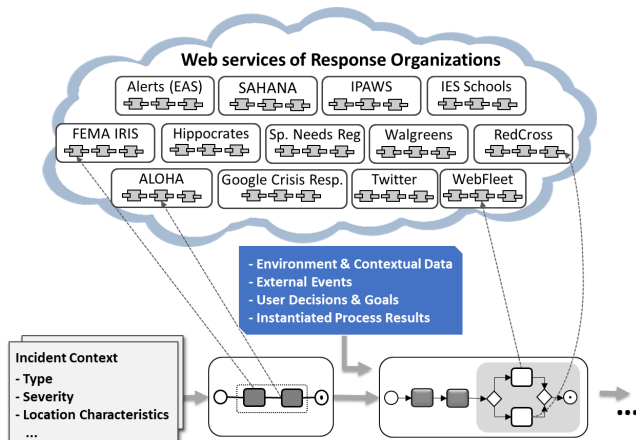 Web services of Response Organizations
Alerts (EAS)
SAHANA
IPAWS
IES Schools
FEMA IRIS
Hippocrates
Sp. Needs Reg
Walgreens
RedCross
ALOHA
Google Crisis Resp.
Twitter
WebFleet
- Environment & Contextual Data
- External Events
- User Decisions & Goals
- Instantiated Process Results
Incident Context
- Type
- Severity
- Location Characteristics
...
...